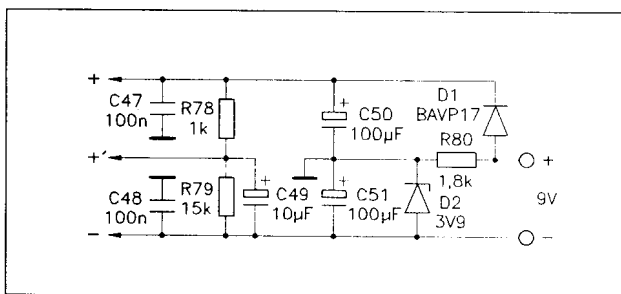 +
C47
100n
R78
1k
C50
+
100µF
D1
BAVP17
R80
1,8k
+
+'
C48
100n
R79
15k
+
C49
10µF
+
C51
100µF
D2
3V9
9V
-
-